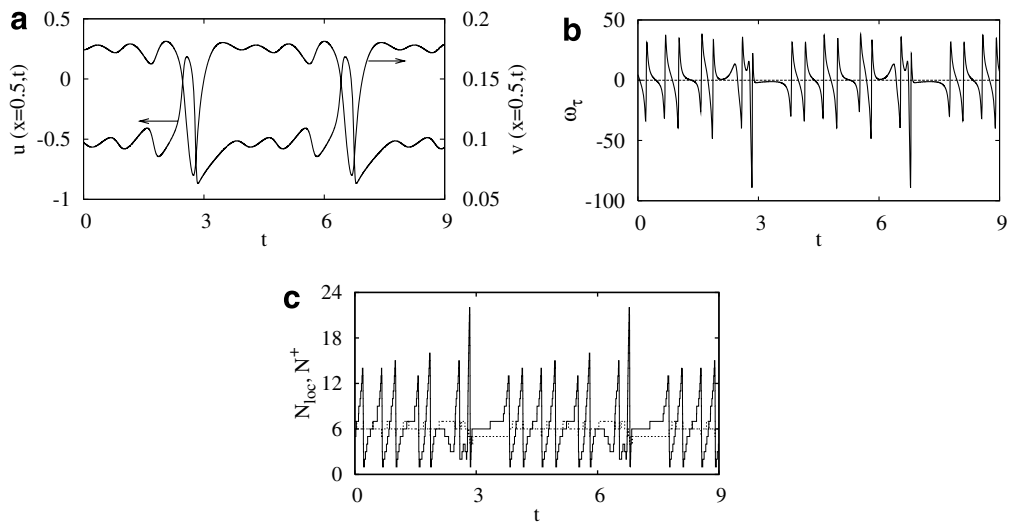 a
0.5
0
-0.5
-1
u (x=0.5,t)
0.2
0.15
0.1
0.05
v (x=0.5,t)
0 3 6 9
t
b
50
0
-50
-100
ωτ
0 3 6 9
t
c
24
18
12
6
0
Nloc, N+
0 3 6 9
t